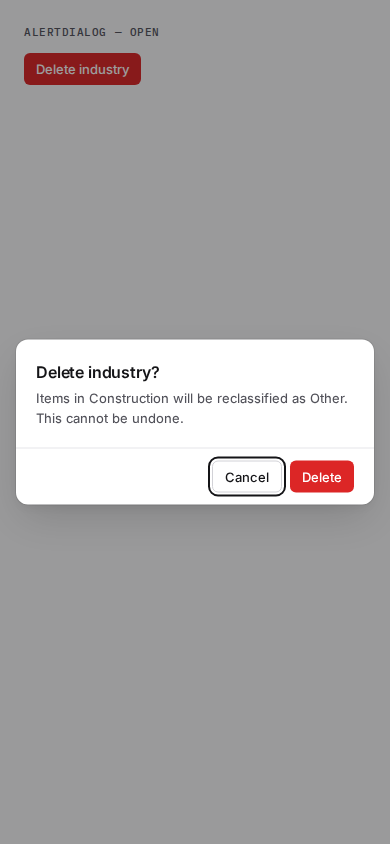 ALERTDIALOG — OPEN
Delete industry
Delete industry?
Items in Construction will be reclassified as Other.
This cannot be undone.
Cancel Delete